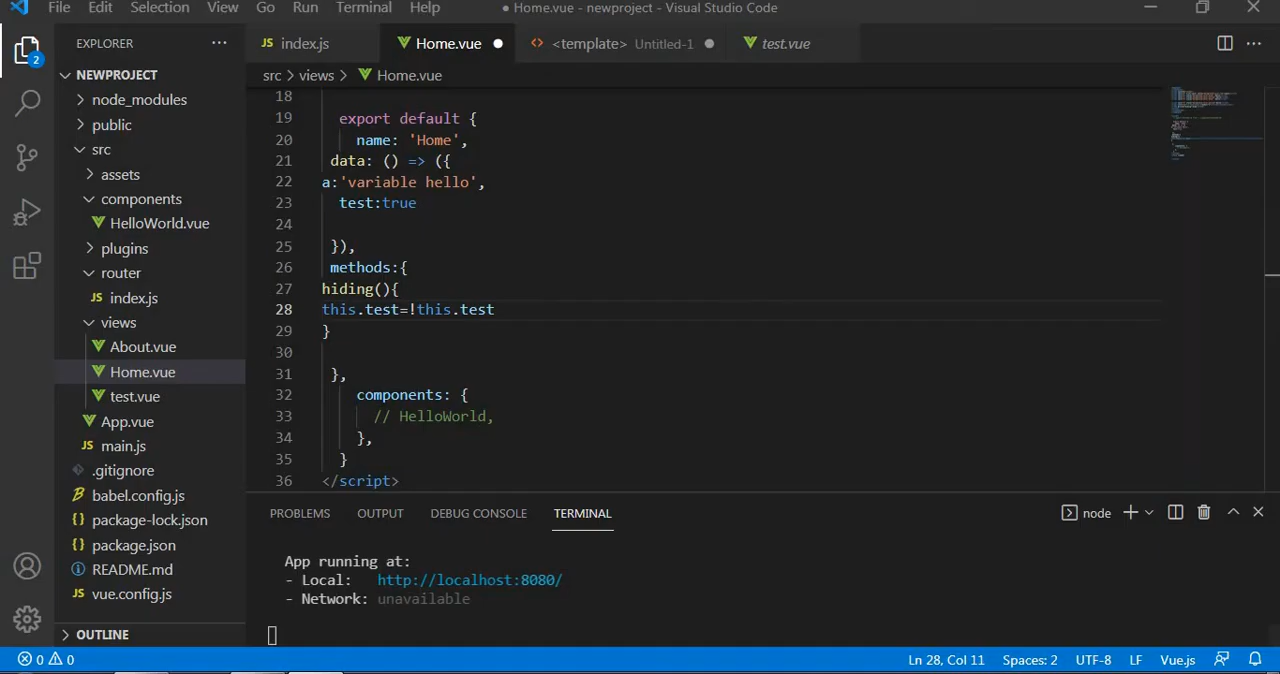 File Edit Selection View Go Run Terminal Help ● Home.vue - newproject - Visual Studio Code
EXPLORER ···
JS index.js Home.vue ● <> <template> Untitled-1 ● test.vue ···
2
NEWPROJECT
src > views > Home.vue
node_modules
public
src
assets
components
HelloWorld.vue
plugins
router
JS index.js
views
About.vue
Home.vue
test.vue
App.vue
JS main.js
.gitignore
babel.config.js
{} package-lock.json
{} package.json
README.md
JS vue.config.js
OUTLINE
18
19 export default {
20 name: 'Home',
21 data: () => ({
22 a:'variable hello',
23 test:true
24
25 }),
26 methods:{
27 hiding(){
28 this.test=!this.test
29 }
30
31 },
32 components: {
33 // HelloWorld,
34 },
35 }
36 </script>
PROBLEMS OUTPUT DEBUG CONSOLE TERMINAL node
App running at:
- Local: http://localhost:8080/
- Network: unavailable
0 0 Ln 28, Col 11 Spaces: 2 UTF-8 LF Vue.js